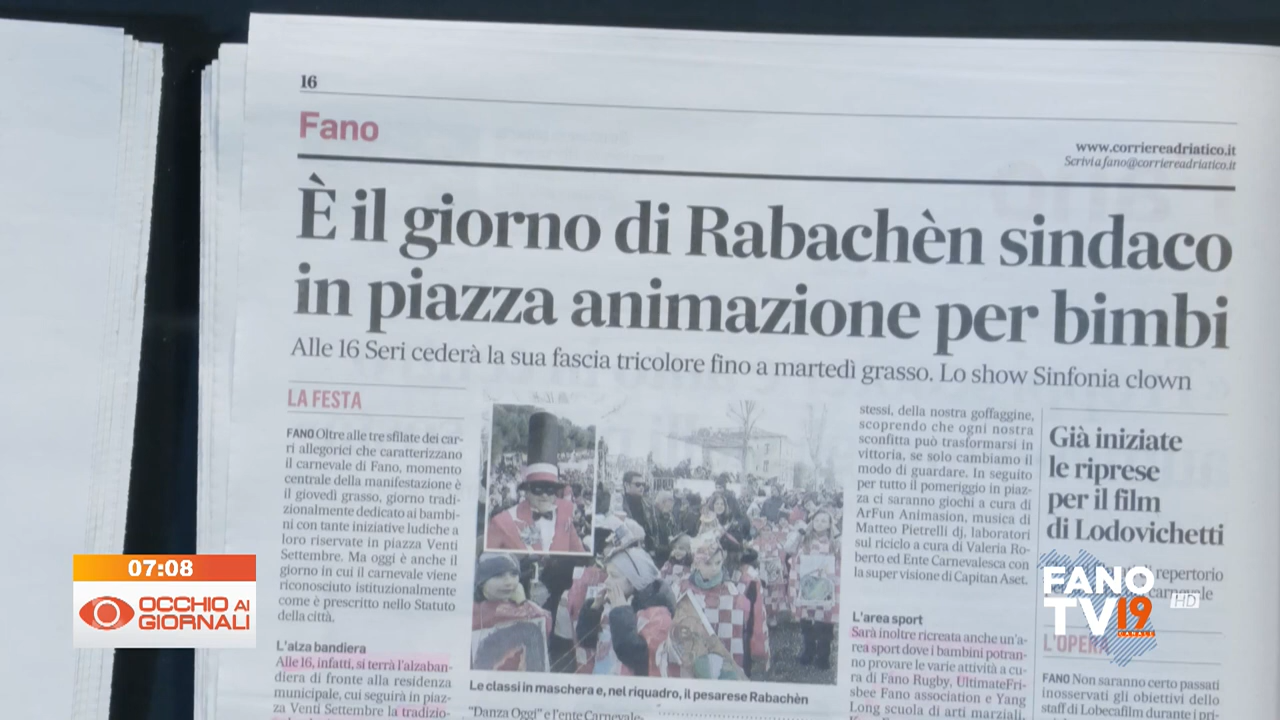 16
Fano
www.corriereadriatico.it
Scrivi a fano@corriereadriatico.it
È il giorno di Rabachèn sindaco
in piazza animazione per bimbi
Alle 16 Seri cederà la sua fascia tricolore fino a martedì grasso. Lo show Sinfonia clown
LA FESTA
FANO Oltre alle tre sfilate dei car-
ri allegorici che caratterizzano
il carnevale di Fano, momento
centrale della manifestazione è
il giovedì grasso, giorno tradi-
zionalmente dedicato ai bambi-
ni con tante iniziative ludiche a
loro riservate in piazza Venti
Settembre. Ma oggi è anche il
giorno in cui il carnevale viene
riconosciuto istituzionalmente
come è prescritto nello Statuto
della città.
L'alza bandiera
Alle 16, infatti, si terrà l'alzaban-
diera di fronte alla residenza
municipale, cui seguirà in piaz-
za Venti Settembre la tradizio-
Le classi in maschera e, nel riquadro, il pesarese Rabachèn
"Danza Oggi" e l'ente Carnevale-
stessi, della nostra goffaggine,
scoprendo che ogni nostra
sconfitta può trasformarsi in
vittoria, se solo cambiamo il
modo di guardare. In seguito
per tutto il pomeriggio in piaz-
za ci saranno giochi a cura di
ArFun Animasion, musica di
Matteo Pietrelli dj. laboratori
sul riciclo a cura di Valeria Ro-
berto ed Ente Carnevalesca con
la super visione di Capitan Aset.
L'area sport
Sarà inoltre ricreata anche un'a-
rea sport dove i bambini potran-
no provare le varie attività a cu-
ra di Fano Rugby, UltimateFri-
sbee Fano association e Yang
Long scuola di arti marziali,
Già iniziate
le riprese
per il film
di Lodovichetti
repertorio
carnevale
L'OPERA
FANO Non saranno certo passati
inosservati gli obiettivi dello
staff di Lobecafilm durante i
07:08
OCCHIO AI
GIORNALI
FANO
TV19 HD
CANALE